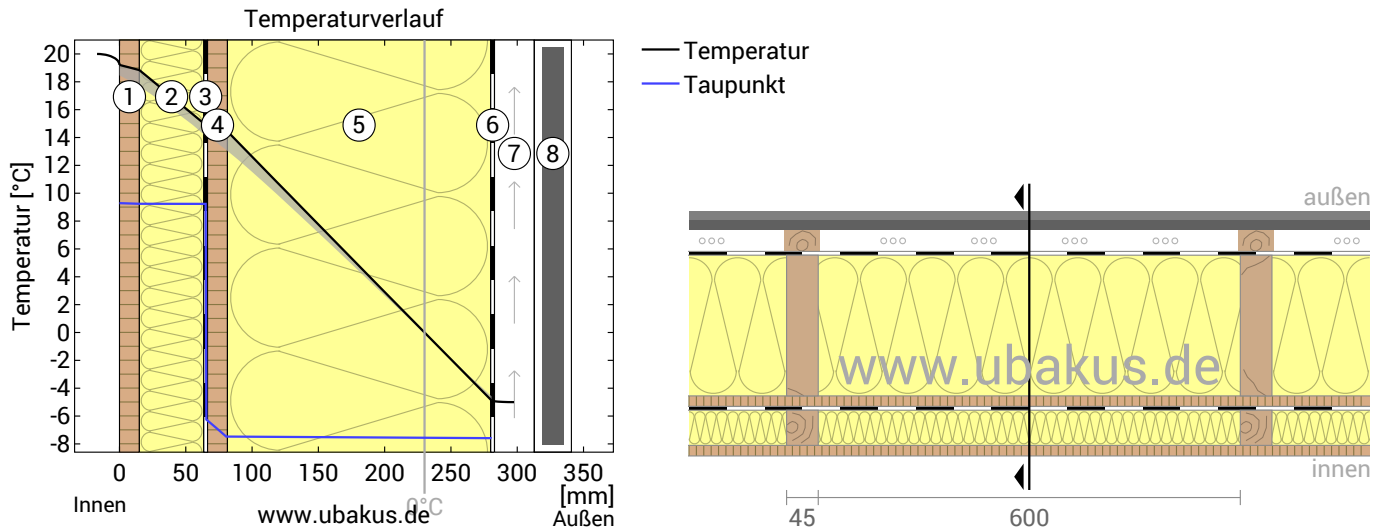 Temperaturverlauf
Temperatur [°C]
20
18
16
14
12
10
8
6
4
2
0
-2
-4
-6
-8
1
2
3
4
5
6
7
8
0
50
100
150
200
250
300
350
[mm]
Innen
0°C
www.ubakus.de
Außen
Temperatur
Taupunkt
außen
www.ubakus.de
innen
45
600